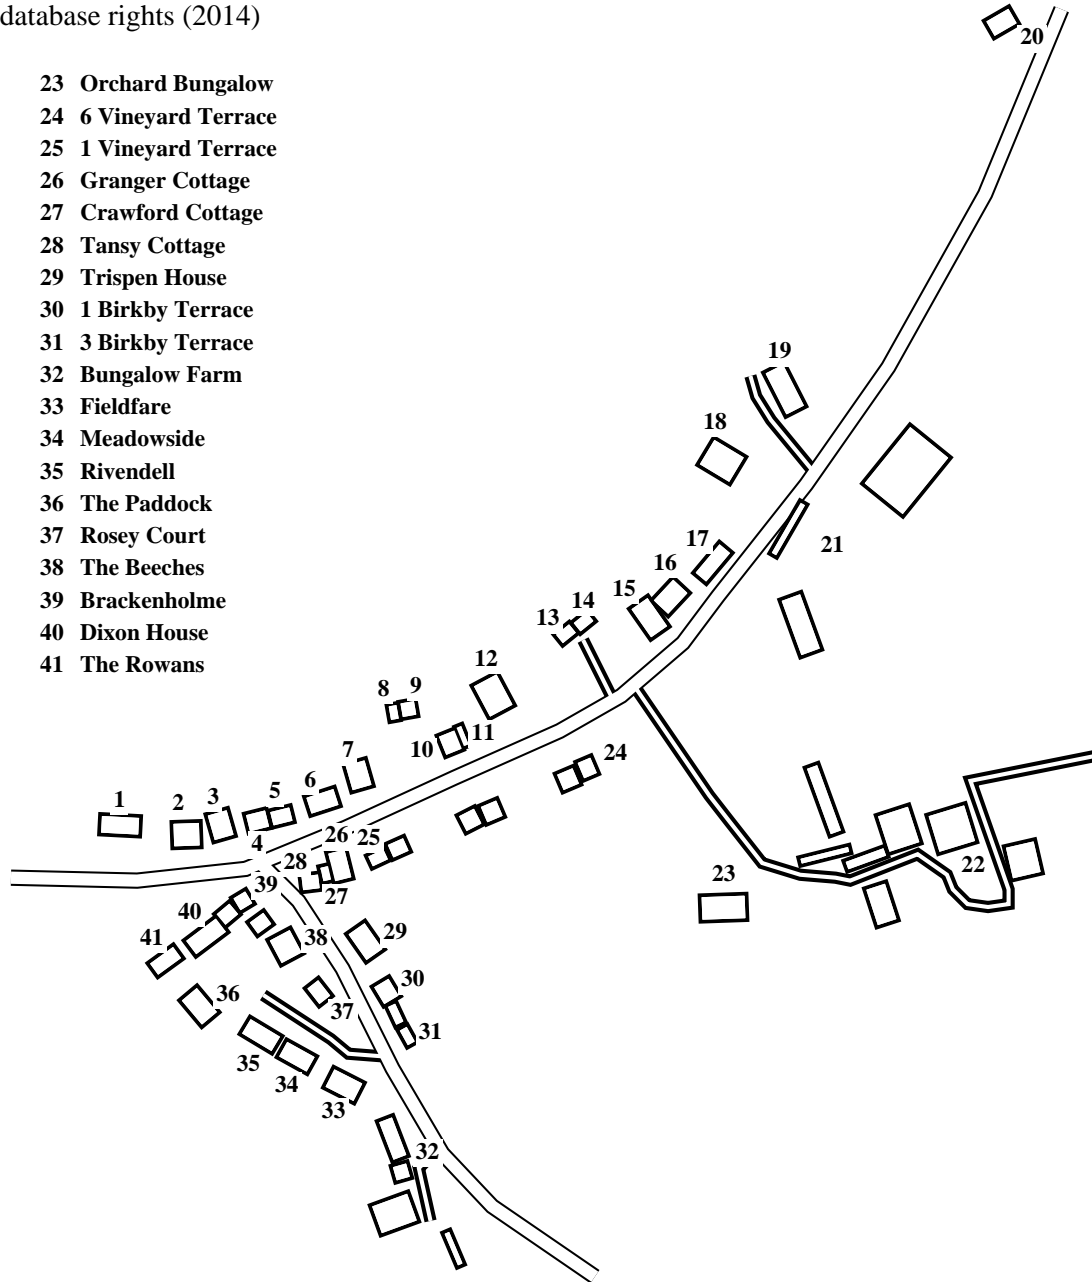 database rights (2014)
20
23 Orchard Bungalow
24 6 Vineyard Terrace
25 1 Vineyard Terrace
26 Granger Cottage
27 Crawford Cottage
28 Tansy Cottage
29 Trispen House
30 1 Birkby Terrace
31 3 Birkby Terrace
32 Bungalow Farm
33 Fieldfare
34 Meadowside
35 Rivendell
36 The Paddock
37 Rosey Court
38 The Beeches
39 Brackenholme
40 Dixon House
41 The Rowans
19
18
17
21
16
15
14
13
12
8 9
11
10
24
7
6
5
3
2
1
4
26 25
28
22
23
39
27
40
29
41
38
30
36
37
31
35
34
33
32